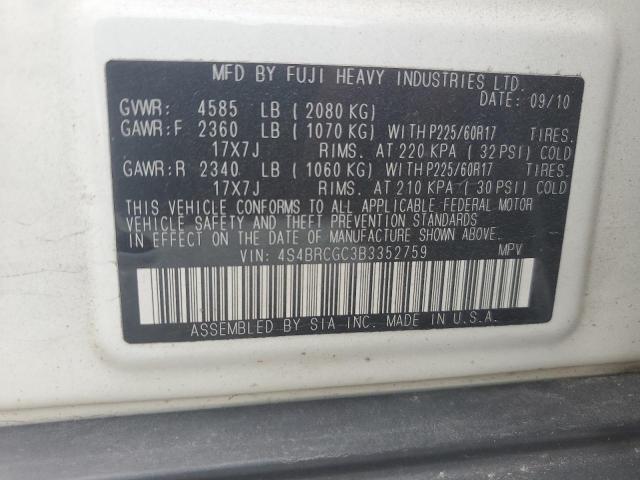 MFD BY FUJI HEAVY INDUSTRIES LTD.
DATE: 09/10
GVWR: 4585 LB ( 2080 KG)
GAWR:F 2360 LB ( 1070 KG) WITH P225/60R17 TIRES.
17X7J RIMS. AT 220 KPA ( 32 PSI) COLD
GAWR:R 2340 LB ( 1060 KG) WITH P225/60R17 TIRES.
17X7J RIMS. AT 210 KPA ( 30 PSI) COLD
THIS VEHICLE CONFORMS TO ALL APPLICABLE FEDERAL MOTOR
VEHICLE SAFETY AND THEFT PREVENTION STANDARDS
IN EFFECT ON THE DATE OF MANUFACTURE SHOWN ABOVE.
VIN: 4S4BRCGC3B3352759 MPV
ASSEMBLED BY SIA INC. MADE IN U.S.A.